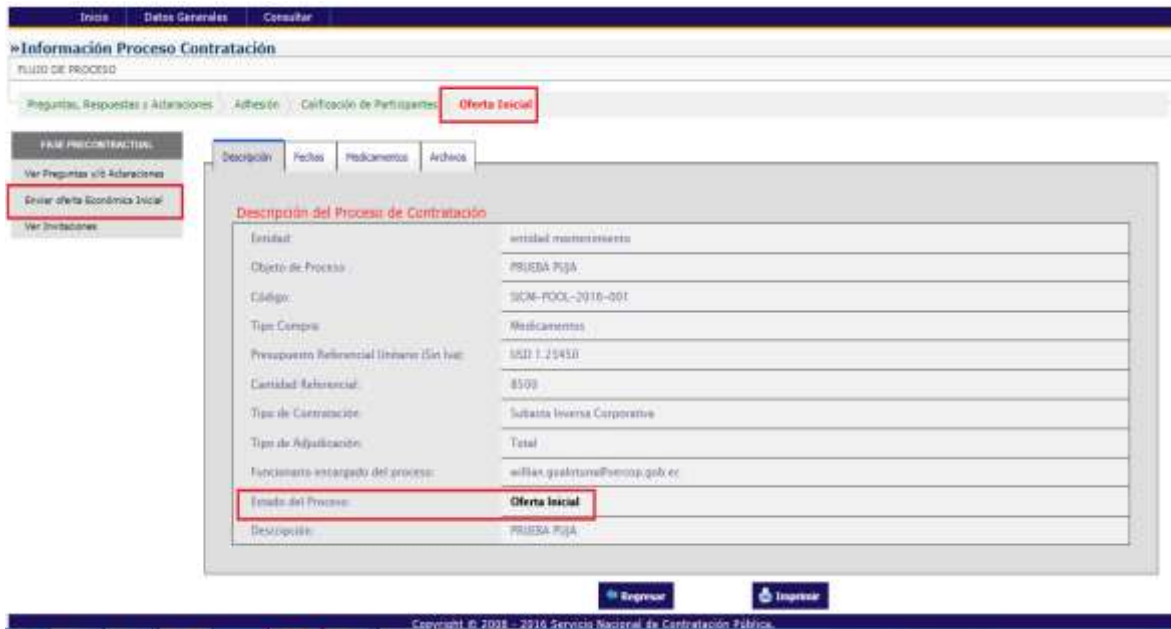 Inicio Datos Generales Consultar
»Información Proceso Contratación
FLUJO DE PROCESO
Preguntas, Respuestas y Aclaraciones Adhesión Calificación de Participantes Oferta Inicial
FASE PRECONTRACTUAL
Ver Preguntas y/ó Aclaraciones
Enviar oferta Económica Inicial
Ver Invitaciones
Descripción Fechas Medicamentos Archivos
Descripción del Proceso de Contratación
Entidad: entidad mantenimiento
Objeto de Proceso : PRUEBA PUJA
Código: SICM-POOL-2016-001
Tipo Compra: Medicamentos
Presupuesto Referencial Unitario (Sin Iva): USD 1.25450
Cantidad Referencial: 8500
Tipo de Contratación: Subasta Inversa Corporativa
Tipo de Adjudicación: Total
Funcionario encargado del proceso:
Estado del Proceso: Oferta Inicial
Descripción: PRUEBA PUJA
Regresar Imprimir
Copyright © 2008 - 2016 Servicio Nacional de Contratación Pública.